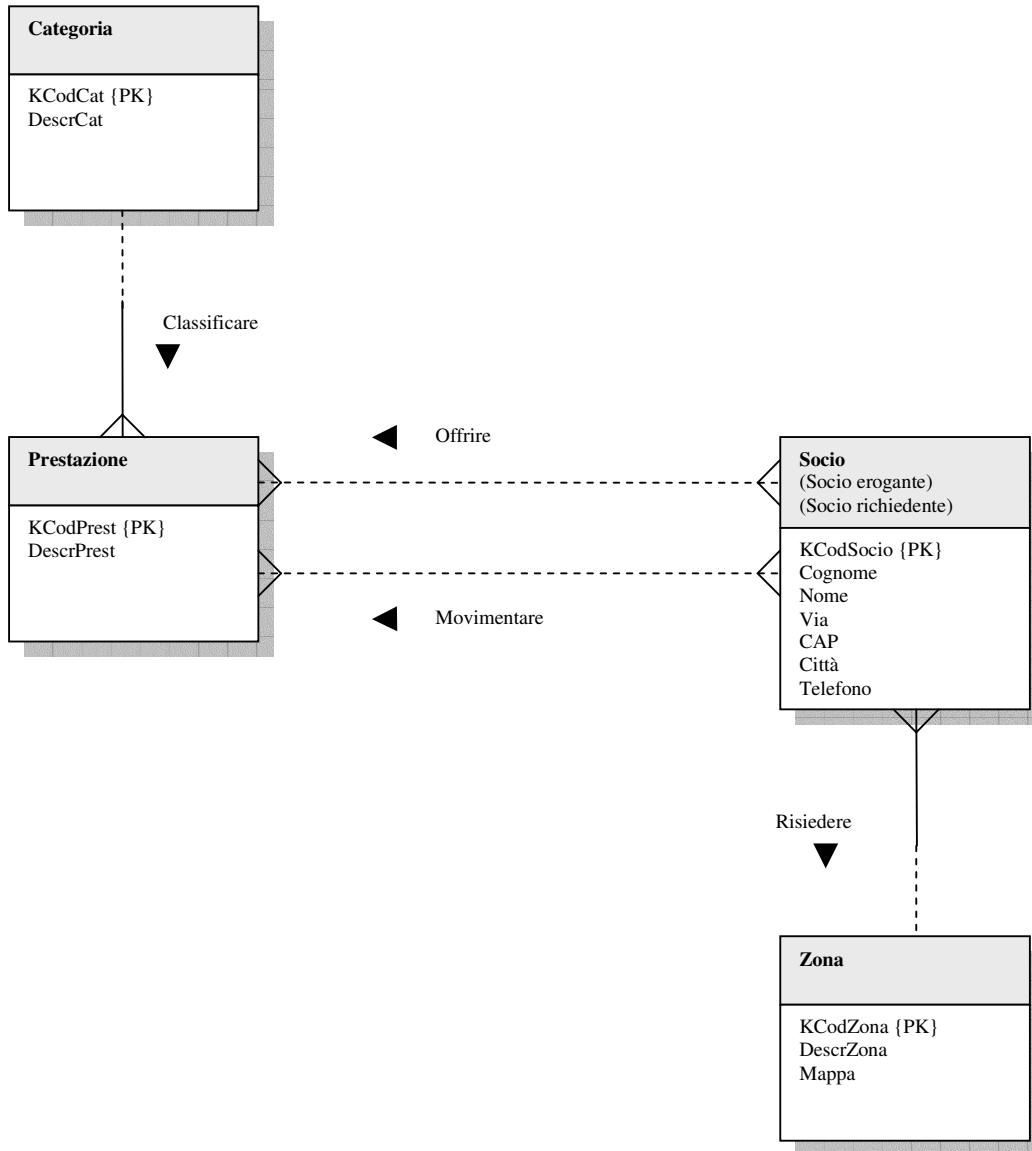 Categoria
KCodCat {PK}
DescrCat
Classificare
Offrire
Prestazione
KCodPrest {PK}
DescrPrest
Socio
(Socio erogante)
(Socio richiedente)
KCodSocio {PK}
Cognome
Nome
Via
CAP
Città
Telefono
Movimentare
Risiedere
Zona
KCodZona {PK}
DescrZona
Mappa